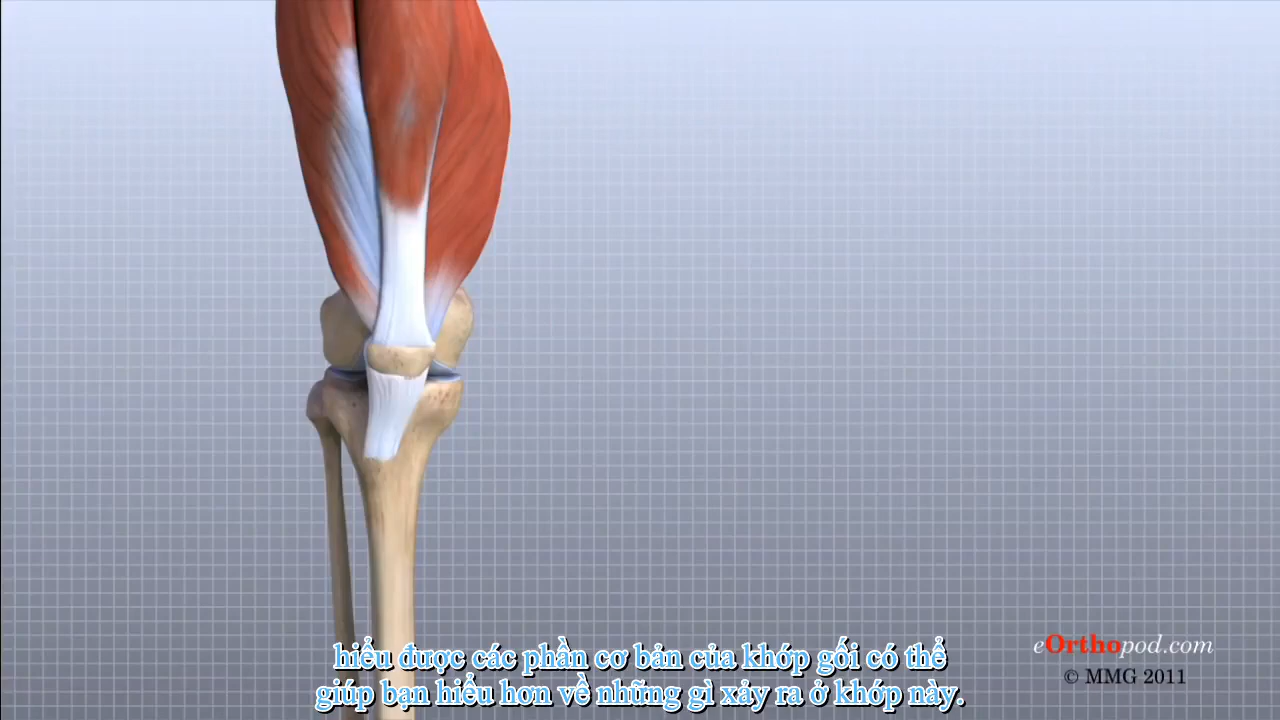 eOrthopod.com
© MMG 2011
hiểu được các phần cơ bản của khớp gối có thể
giúp bạn hiểu hơn về những gì xảy ra ở khớp này.